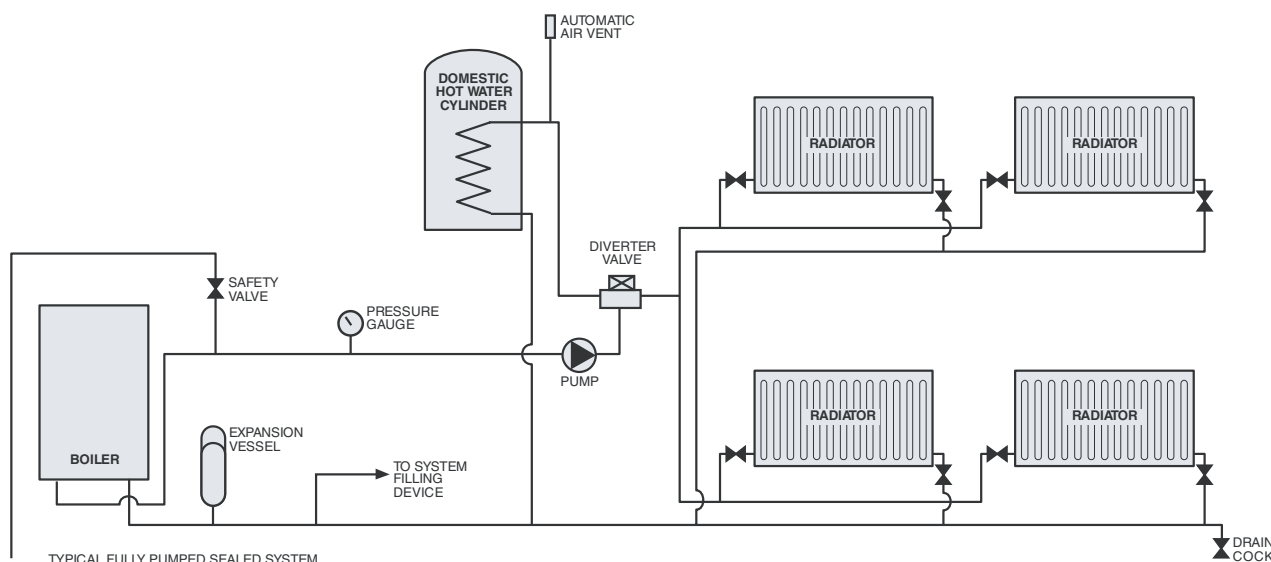 AUTOMATIC
AIR VENT
DOMESTIC
HOT WATER
CYLINDER
RADIATOR
RADIATOR
DIVERTER
VALVE
SAFETY
VALVE
PRESSURE
GAUGE
PUMP
RADIATOR
RADIATOR
EXPANSION
VESSEL
BOILER
TO SYSTEM
FILLING
DEVICE
DRAIN
COCK
TYPICAL FULLY PUMPED SEALED SYSTEM